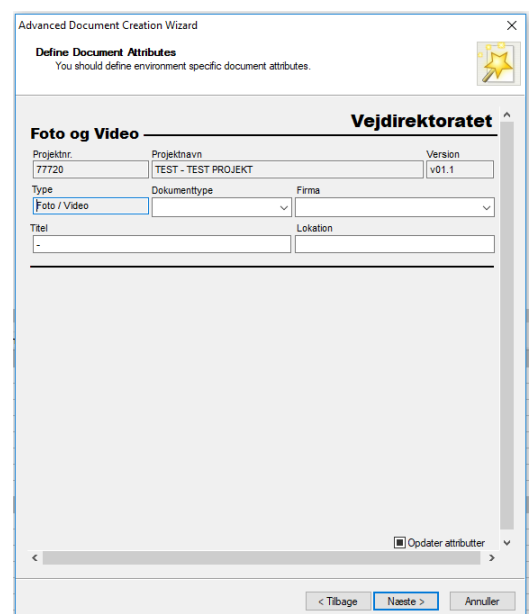 Advanced Document Creation Wizard
Define Document Attributes
You should define environment specific document attributes.
Vejdirektoratet
Foto og Video
Projektnr. Projektnavn Version
77720 TEST - TEST PROJEKT v01.1
Type Dokumenttype Firma
Foto / Video
Titel Lokation
-
Opdater attributter
< Tilbage Næste > Annuller